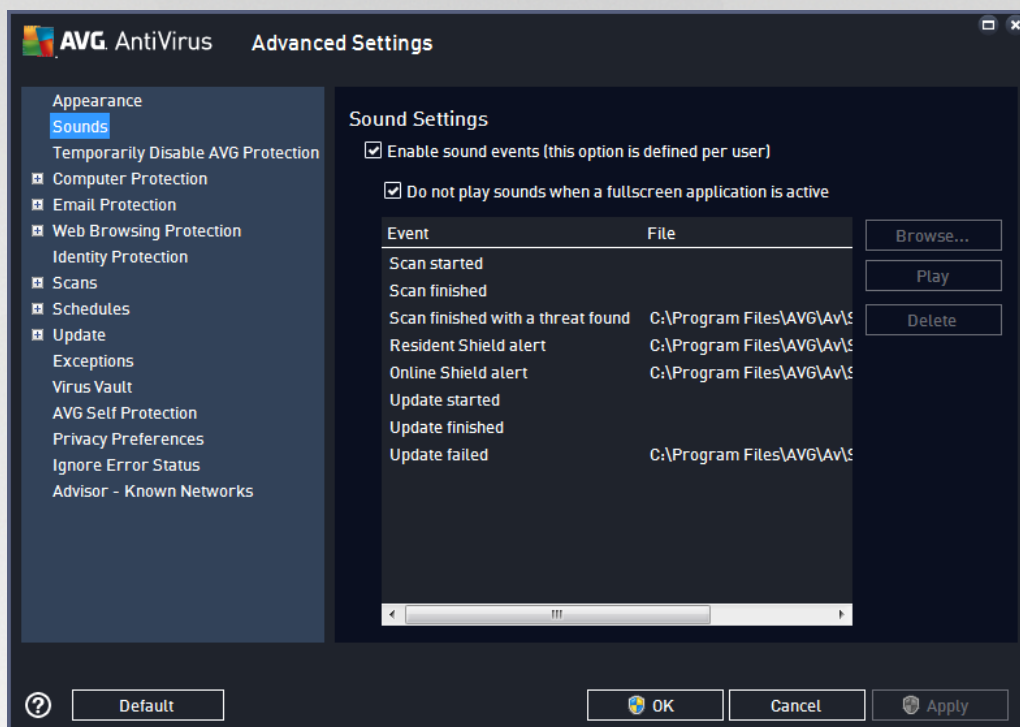 AVG. AntiVirus Advanced Settings
Appearance
Sounds
Temporarily Disable AVG Protection
Computer Protection
Email Protection
Web Browsing Protection
Identity Protection
Scans
Schedules
Update
Exceptions
Virus Vault
AVG Self Protection
Privacy Preferences
Ignore Error Status
Advisor - Known Networks
Sound Settings
Enable sound events (this option is defined per user)
Do not play sounds when a fullscreen application is active
Event File
Scan started
Scan finished
Scan finished with a threat found C:\Program Files\AVG\Av\S
Resident Shield alert C:\Program Files\AVG\Av\S
Online Shield alert C:\Program Files\AVG\Av\S
Update started
Update finished
Update failed C:\Program Files\AVG\Av\S
Browse...
Play
Delete
? Default OK Cancel Apply